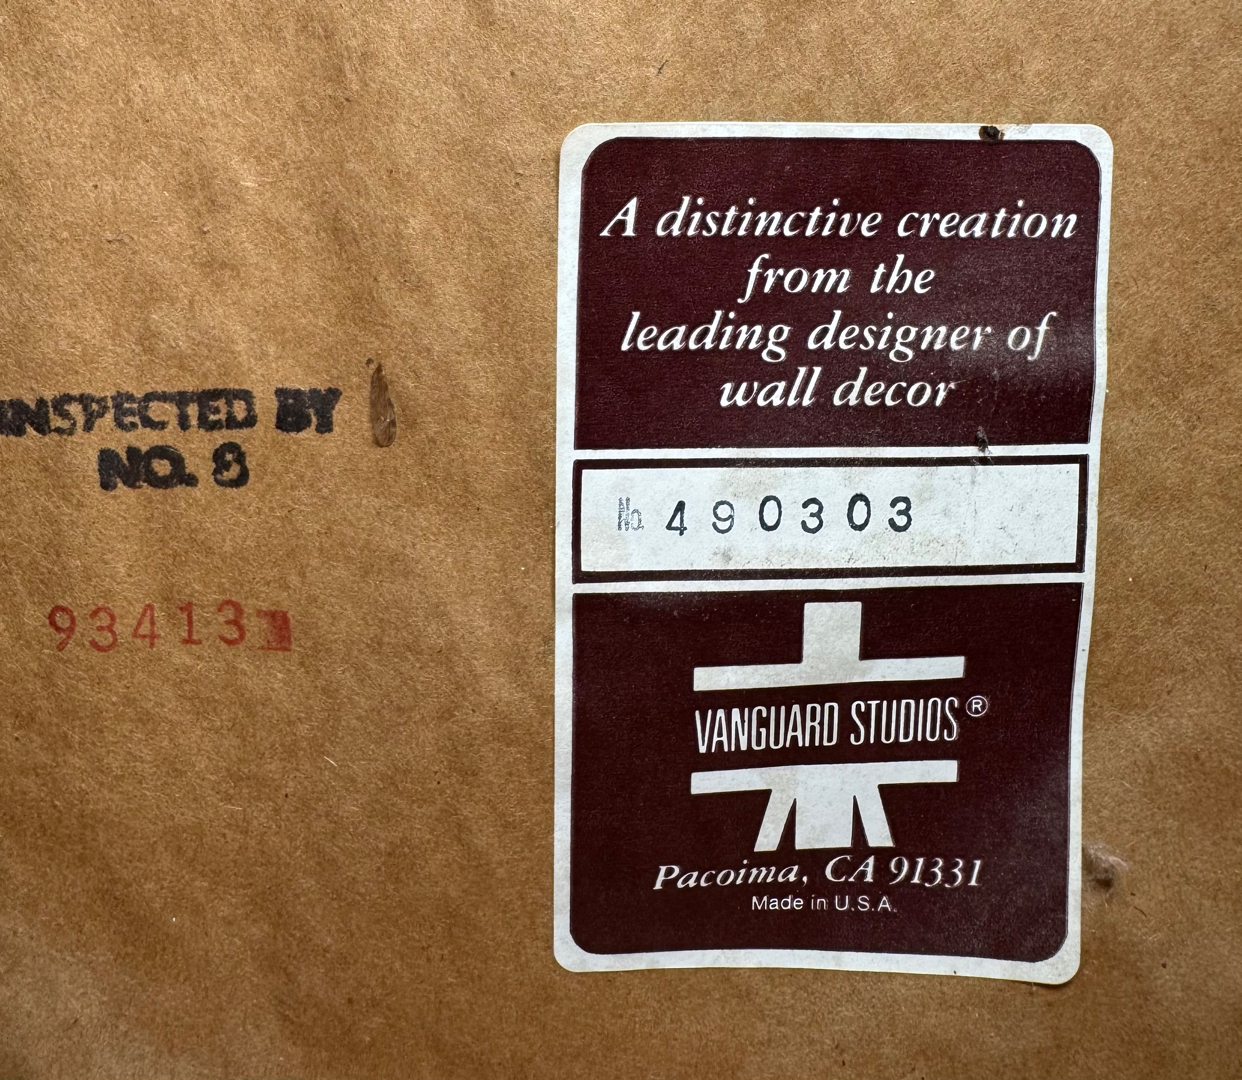 A distinctive creation
from the
leading designer of
wall decor
INSPECTED BY
NO. 8
No. 490303
93413
VANGUARD STUDIOS®
Pacoima, CA 91331
Made in U.S.A.